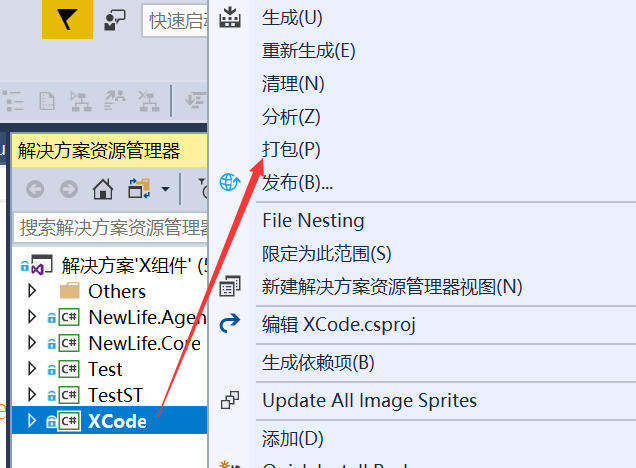 快速启动
生成(U)
重新生成(E)
清理(N)
分析(Z)
打包(P)
发布(B)...
File Nesting
限定为此范围(S)
新建解决方案资源管理器视图(N)
编辑 XCode.csproj
生成依赖项(B)
Update All Image Sprites
添加(D)
解决方案资源管理器
搜索解决方案资源管理器
解决方案'X组件' (5
Others
NewLife.Agen
NewLife.Core
Test
TestST
XCode